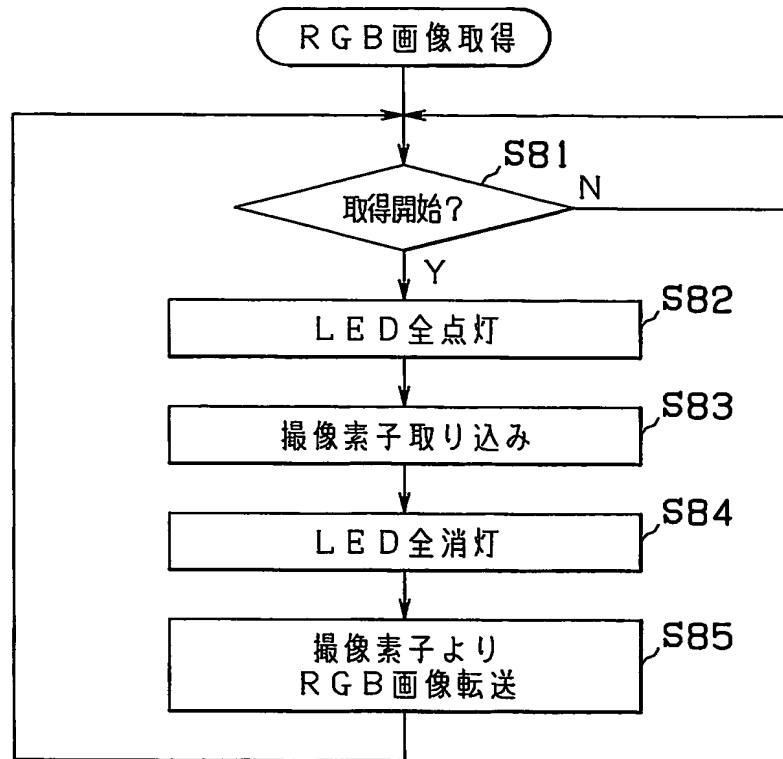 RGB画像取得
S81
取得開始?
N
Y
S82
LED全点灯
S83
撮像素子取り込み
S84
LED全消灯
S85
撮像素子より
RGB画像転送